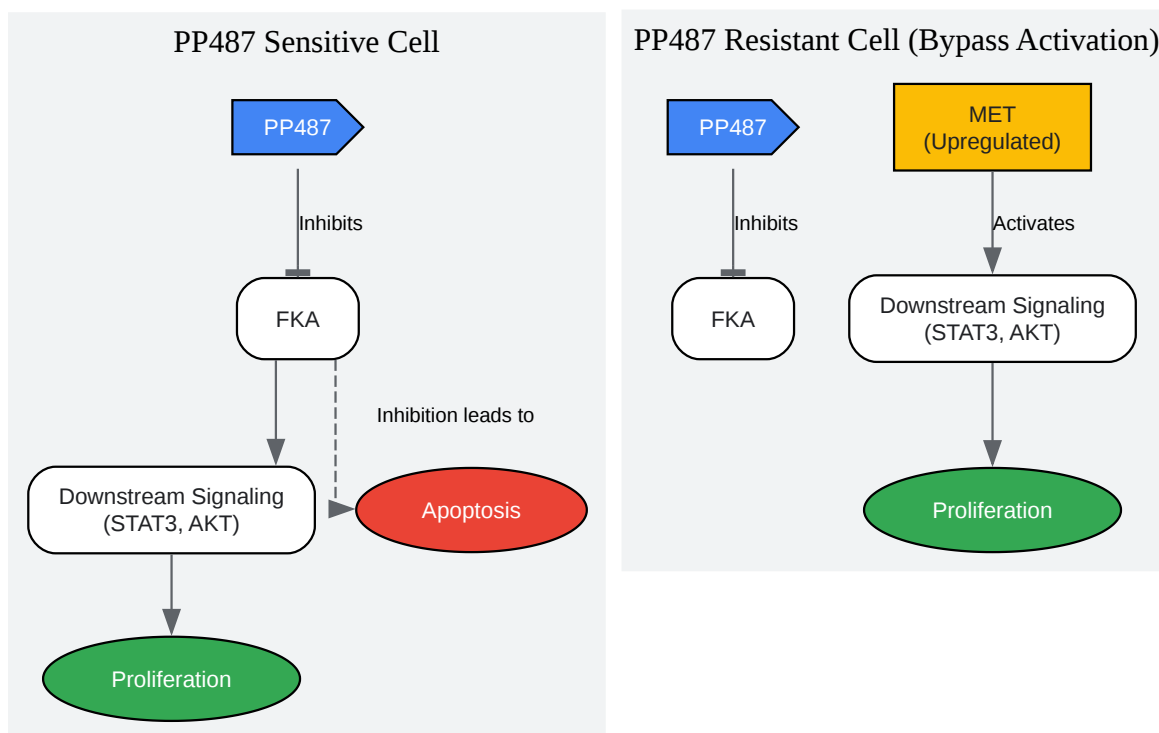 PP487 Sensitive Cell
PP487
Inhibits
FKA
Inhibition leads to
Downstream Signaling
(STAT3, AKT)
Apoptosis
Proliferation
PP487 Resistant Cell (Bypass Activation)
PP487
MET
(Upregulated)
Inhibits
Activates
FKA
Downstream Signaling
(STAT3, AKT)
Proliferation